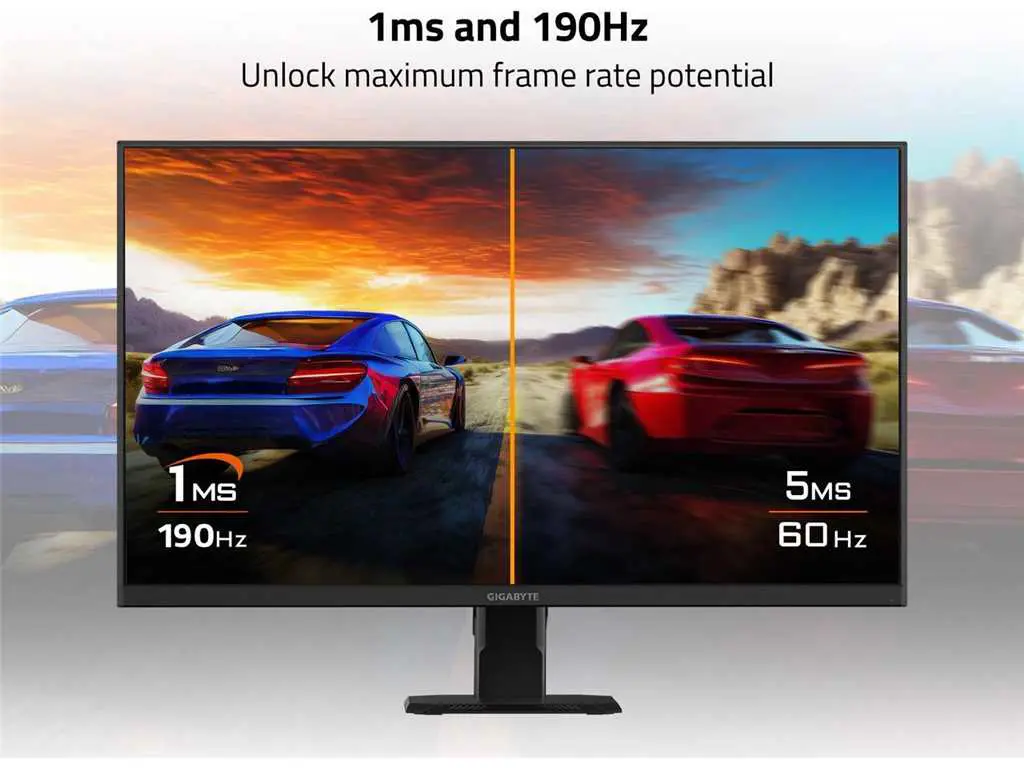 1ms and 190Hz
Unlock maximum frame rate potential
1MS
190Hz
5MS
60Hz
GIGABYTE